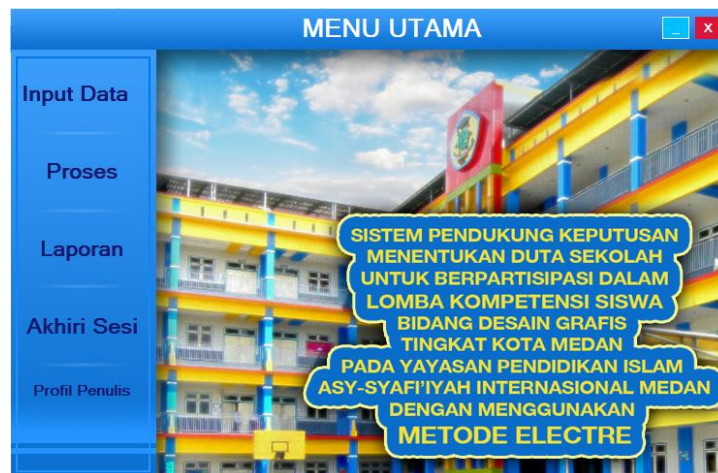 MENU UTAMA
_ X
Input Data
Proses
Laporan
Akhiri Sesi
Profil Penulis
SISTEM PENDUKUNG KEPUTUSAN
MENENTUKAN DUTA SEKOLAH
UNTUK BERPARTISIPASI DALAM
LOMBA KOMPETENSI SISWA
BIDANG DESAIN GRAFIS
TINGKAT KOTA MEDAN
PADA YAYASAN PENDIDIKAN ISLAM
ASY-SYAFI'IYAH INTERNASIONAL MEDAN
DENGAN MENGGUNAKAN
METODE ELECTRE